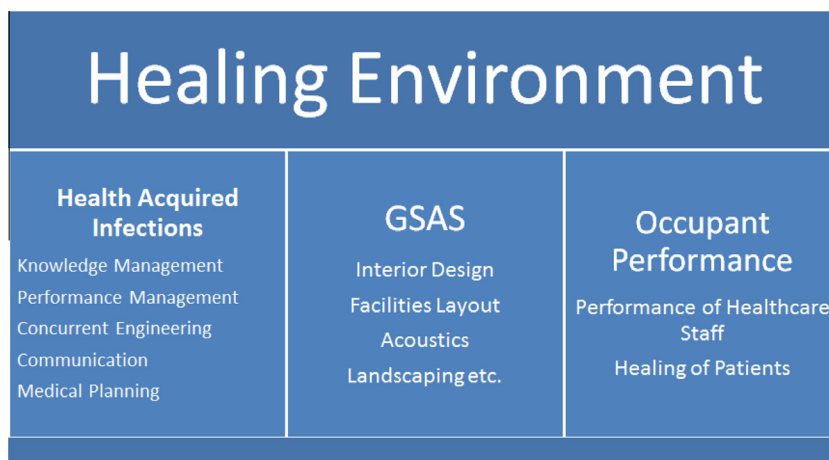 Healing Environment
Health Acquired
Infections
Knowledge Management
Performance Management
Concurrent Engineering
Communication
Medical Planning
GSAS
Interior Design
Facilities Layout
Acoustics
Landscaping etc.
Occupant
Performance
Performance of Healthcare
Staff
Healing of Patients